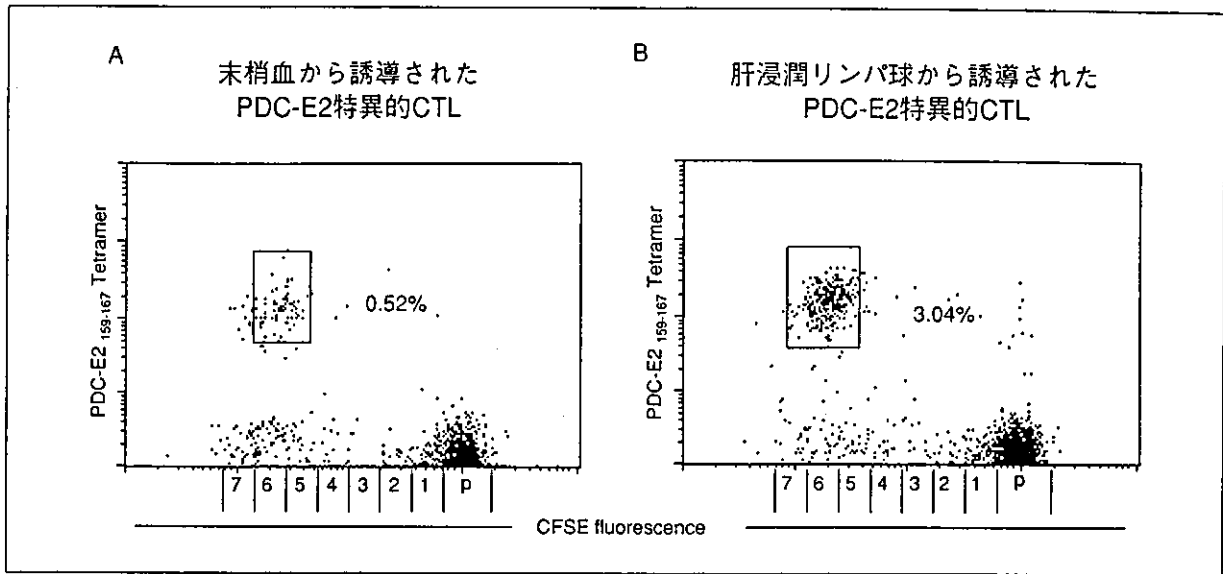 A
末梢血から誘導された
PDC-E2特異的CTL
PDC-E2 159-167 Tetramer
0.52%
7 6 5 4 3 2 1 p
B
肝浸潤リンパ球から誘導された
PDC-E2特異的CTL
PDC-E2 159-167 Tetramer
3.04%
7 6 5 4 3 2 1 p
CFSE fluorescence